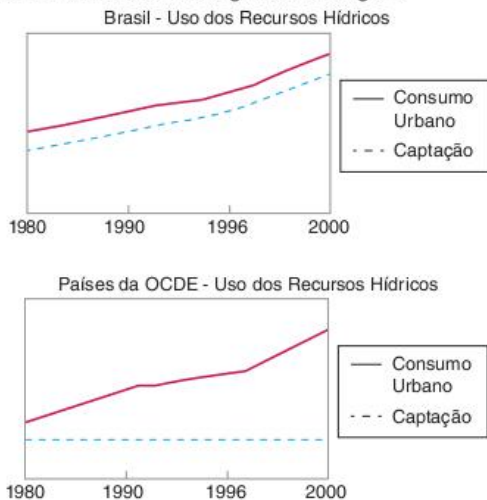 Brasil - Uso dos Recursos Hídricos
Consumo
Urbano
Captação
1980 1990 1996 2000
Países da OCDE - Uso dos Recursos Hídricos
Consumo
Urbano
Captação
1980 1990 1996 2000